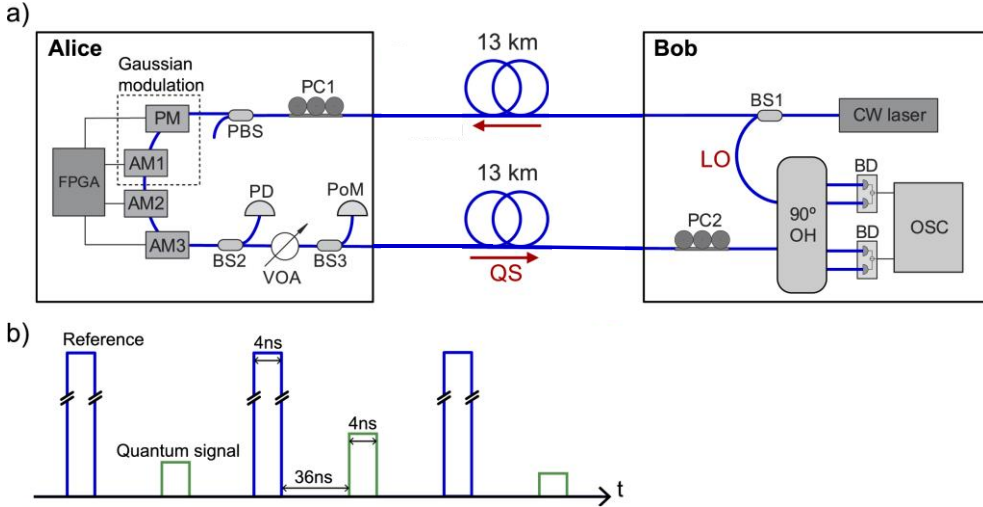 a)
Alice
Gaussian
modulation
PM
AM1
FPGA
AM2
AM3
PBS
PC1
PD
PoM
BS2
VOA
BS3
13 km
13 km
QS
Bob
BS1
CW laser
LO
BD
90º
OH
OSC
PC2
BD
b)
Reference
4ns
4ns
Quantum signal
36ns
t